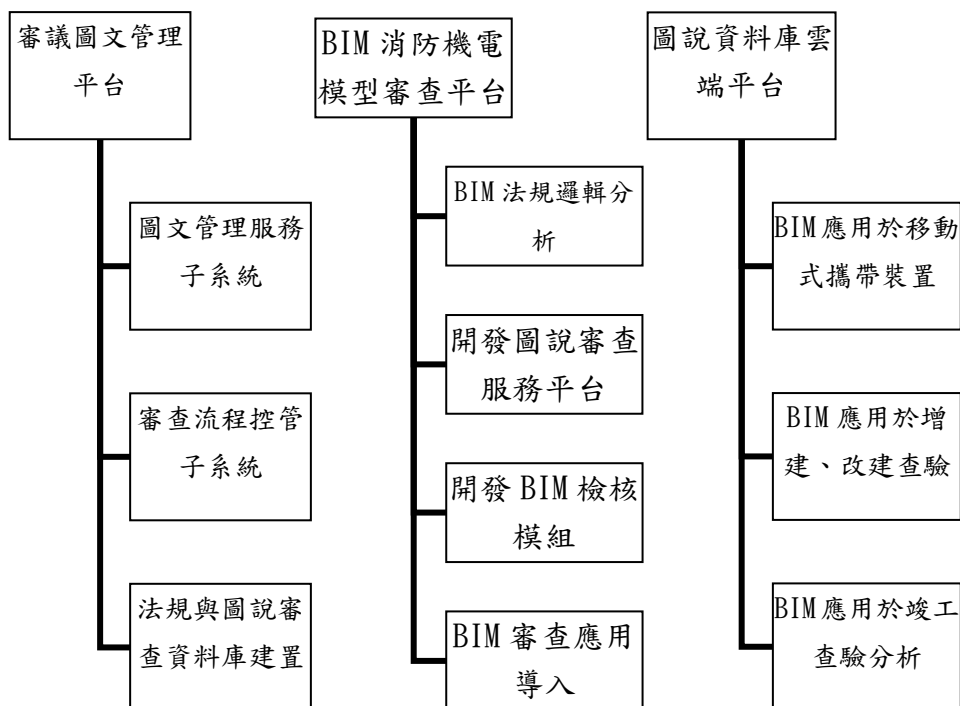 審議圖文管理
平台
圖文管理服務
子系統
審查流程控管
子系統
法規與圖說審
查資料庫建置
BIM 消防機電
模型審查平台
BIM 法規邏輯分
析
開發圖說審查
服務平台
開發 BIM 檢核
模組
BIM 審查應用
導入
圖說資料庫雲
端平台
BIM 應用於移動
式攜帶裝置
BIM 應用於增
建、改建查驗
BIM 應用於竣工
查驗分析